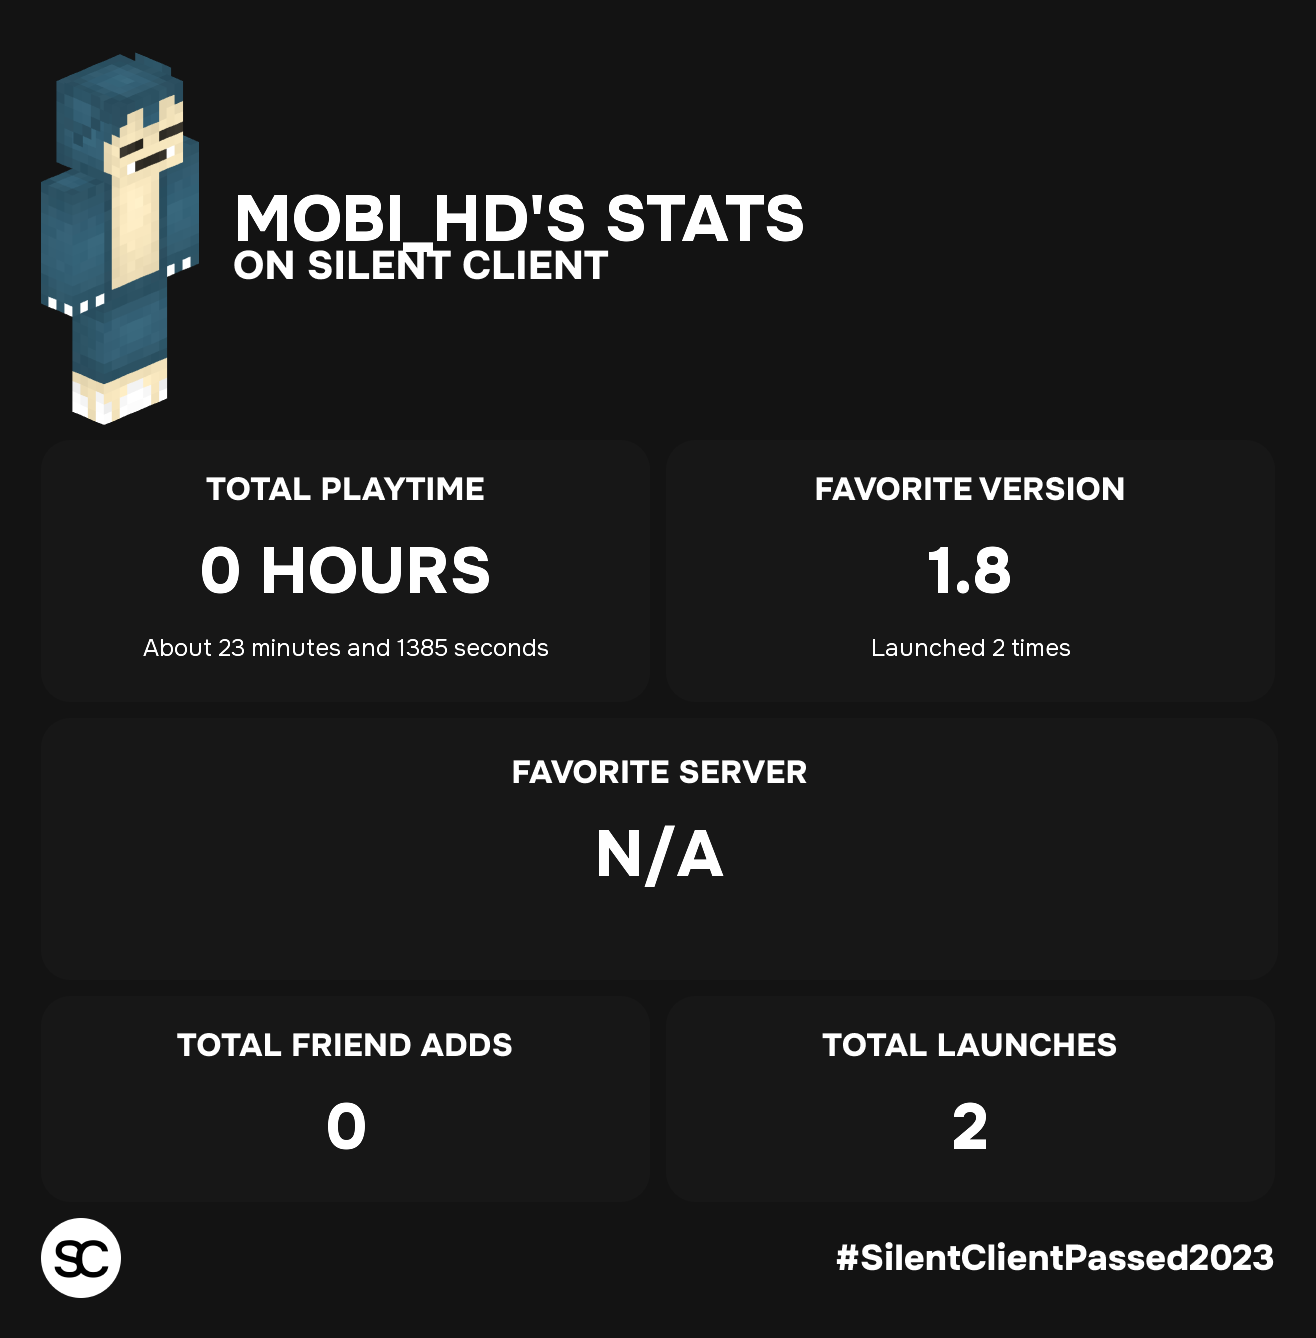 MOBI_HD'S STATS
ON SILENT CLIENT
TOTAL PLAYTIME
0 HOURS
About 23 minutes and 1385 seconds
FAVORITE VERSION
1.8
Launched 2 times
FAVORITE SERVER
N/A
TOTAL FRIEND ADDS
0
TOTAL LAUNCHES
2
SC
#SilentClientPassed2023